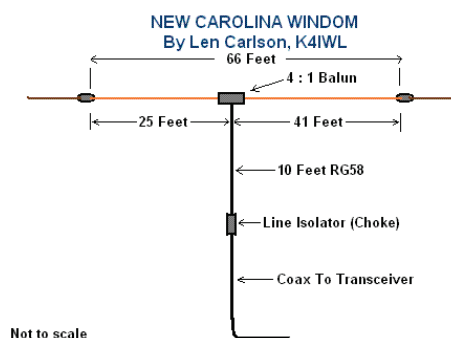 NEW CAROLINA WINDOM
By Len Carlson, K4IWL
66 Feet
4 : 1 Balun
25 Feet
41 Feet
10 Feet RG58
Line Isolator (Choke)
Coax To Transceiver
Not to scale